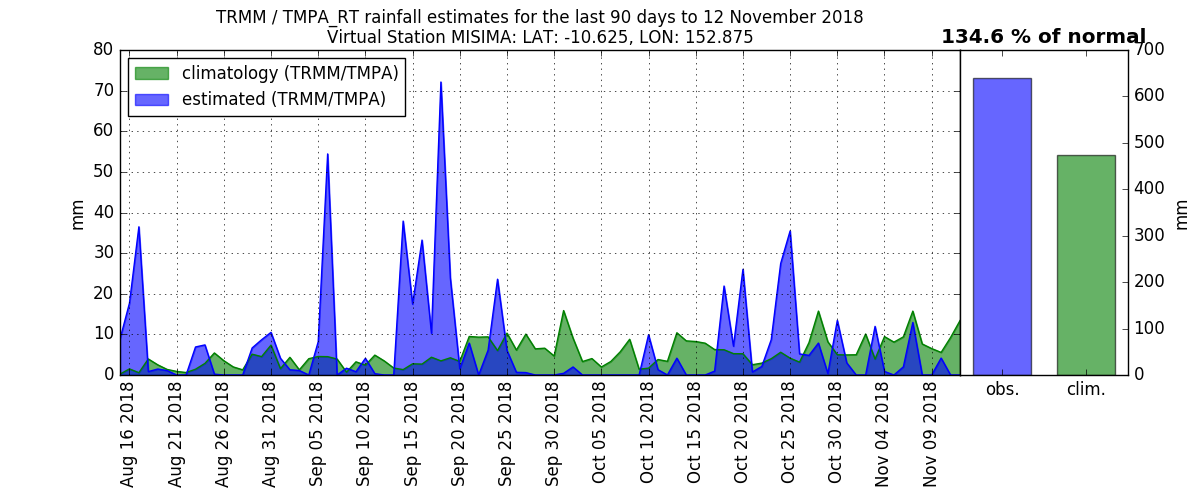 TRMM / TMPA_RT rainfall estimates for the last 90 days to 12 November 2018
Virtual Station MISIMA: LAT: -10.625, LON: 152.875
134.6 % of normal
climatology (TRMM/TMPA)
estimated (TRMM/TMPA)
80
70
60
50
40
30
20
10
0
mm
Aug 16 2018
Aug 21 2018
Aug 26 2018
Aug 31 2018
Sep 05 2018
Sep 10 2018
Sep 15 2018
Sep 20 2018
Sep 25 2018
Sep 30 2018
Oct 05 2018
Oct 10 2018
Oct 15 2018
Oct 20 2018
Oct 25 2018
Oct 30 2018
Nov 04 2018
Nov 09 2018
obs.
clim.
700
600
500
400
300
200
100
0
mm